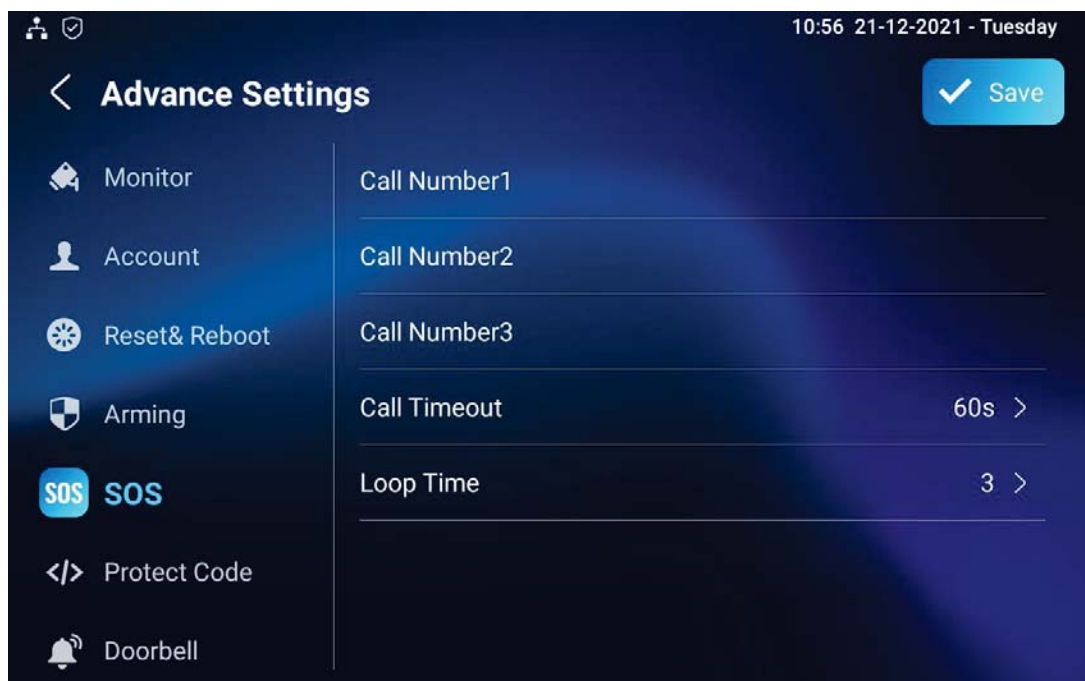 10:56 21-12-2021 - Tuesday
Advance Settings
Save
Monitor
Account
Reset& Reboot
Arming
SOS SOS
Protect Code
Doorbell
Call Number1
Call Number2
Call Number3
Call Timeout 60s
Loop Time 3